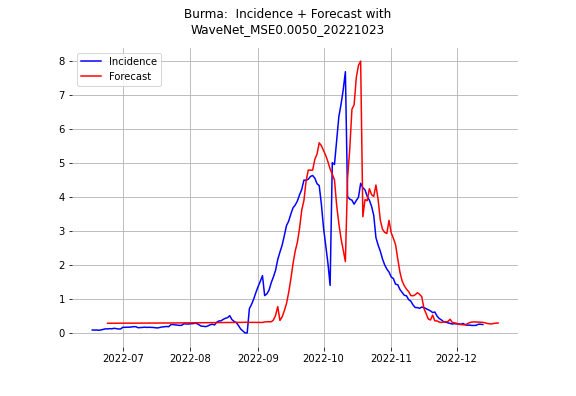 Burma:  Incidence + Forecast with
WaveNet_MSE0.0050_20221023
Incidence
Forecast
8
7
6
5
4
3
2
1
0
2022-07 2022-08 2022-09 2022-10 2022-11 2022-12